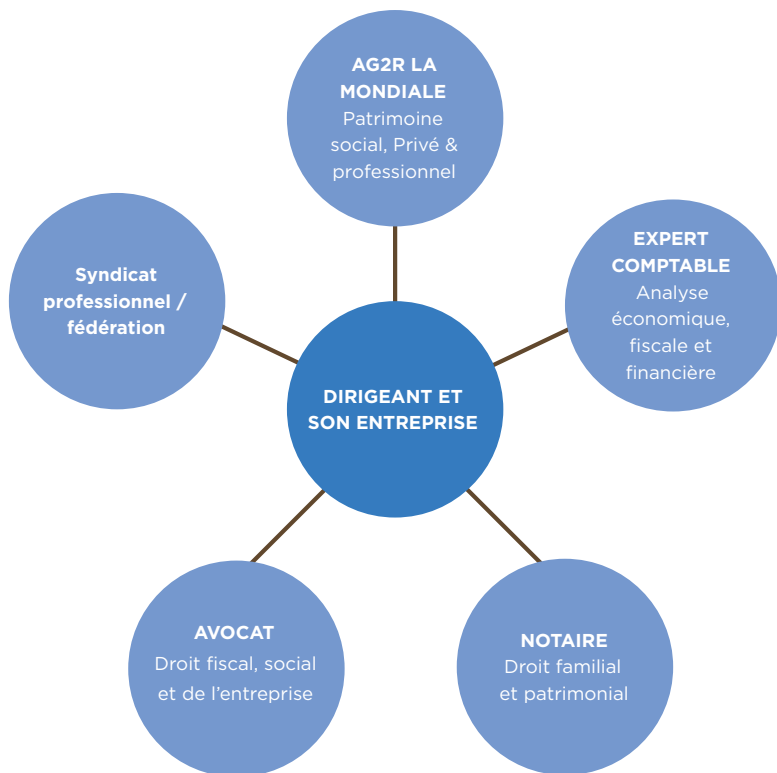 AG2R LA
MONDIALE
Patrimoine
social, Privé &
professionnel
EXPERT
COMPTABLE
Analyse
économique,
fiscale et
financière
Syndicat
professionnel /
fédération
DIRIGEANT ET
SON ENTREPRISE
AVOCAT
Droit fiscal, social
et de l’entreprise
NOTAIRE
Droit familial
et patrimonial